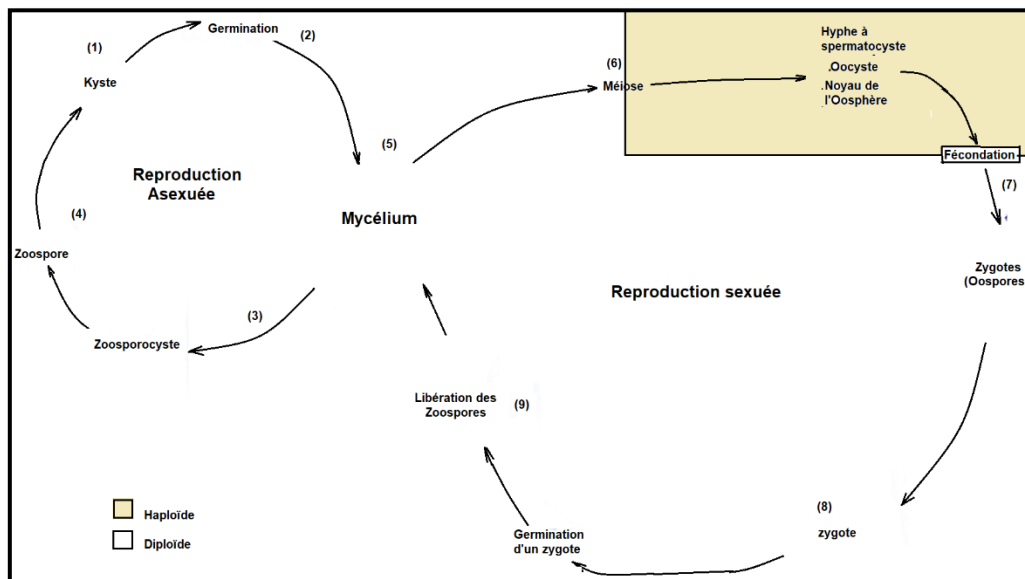 Germination
(1)
(2)
Kyste
Hyphe à
spermatocyste
.Oocyste
. Noyau de
l'Oosphère
(6)
Méiose
(5)
Fécondation
(7)
Reproduction
Asexuée
(4)
Mycélium
Zoospore
Zygotes
(Oospores)
Reproduction sexuée
(3)
Zoosporocyste
Libération des
Zoospores
(9)
(8)
zygote
Germination
d'un zygote
Haploïde
Diploïde